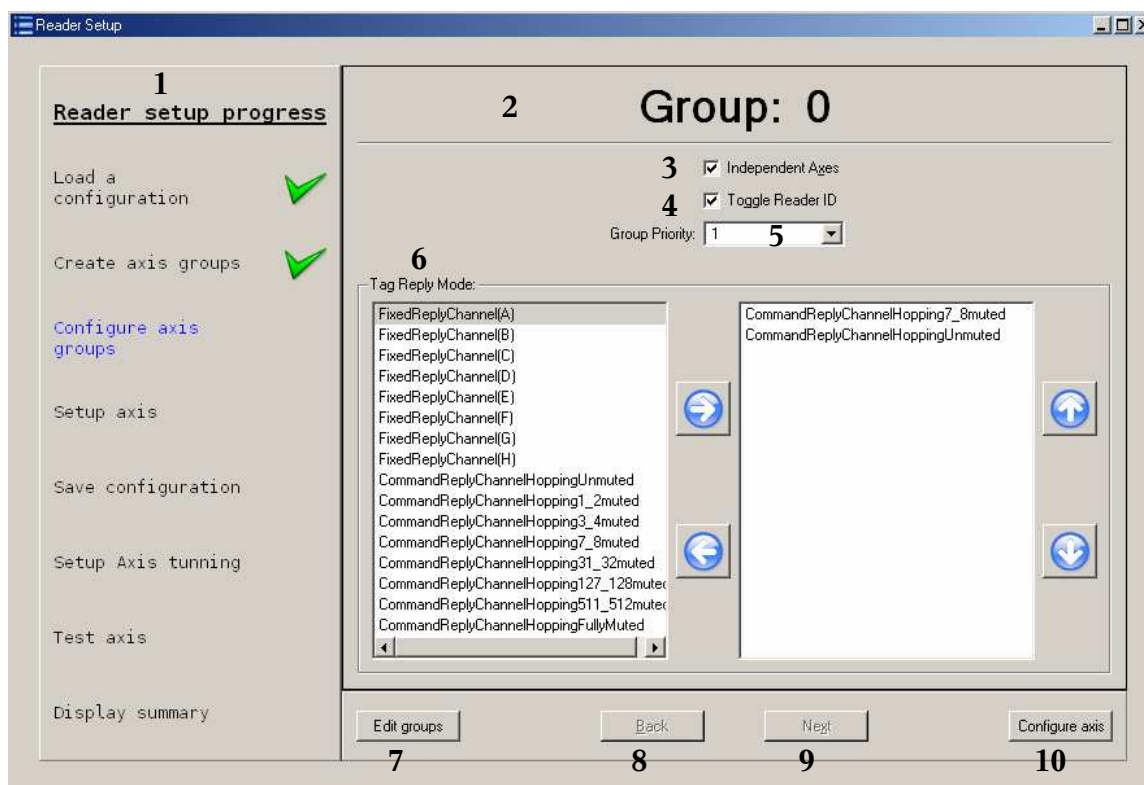 Reader Setup
1
Reader setup progress
Load a
configuration
Create axis groups
Configure axis
groups
Setup axis
Save configuration
Setup Axis tunning
Test axis
Display summary
2
Group: 0
3
Independent Axes
4
Toggle Reader ID
Group Priority: 1
5
6
Tag Reply Mode:
FixedReplyChannel(A)
FixedReplyChannel(B)
FixedReplyChannel(C)
FixedReplyChannel(D)
FixedReplyChannel(E)
FixedReplyChannel(F)
FixedReplyChannel(G)
FixedReplyChannel(H)
CommandReplyChannelHoppingUnmuted
CommandReplyChannelHopping1_2muted
CommandReplyChannelHopping3_4muted
CommandReplyChannelHopping7_8muted
CommandReplyChannelHopping31_32muted
CommandReplyChannelHopping127_128muted
CommandReplyChannelHopping511_512muted
CommandReplyChannelHoppingFullyMuted
CommandReplyChannelHopping7_8muted
CommandReplyChannelHoppingUnmuted
Edit groups
Back
Next
Configure axis
7
8
9
10